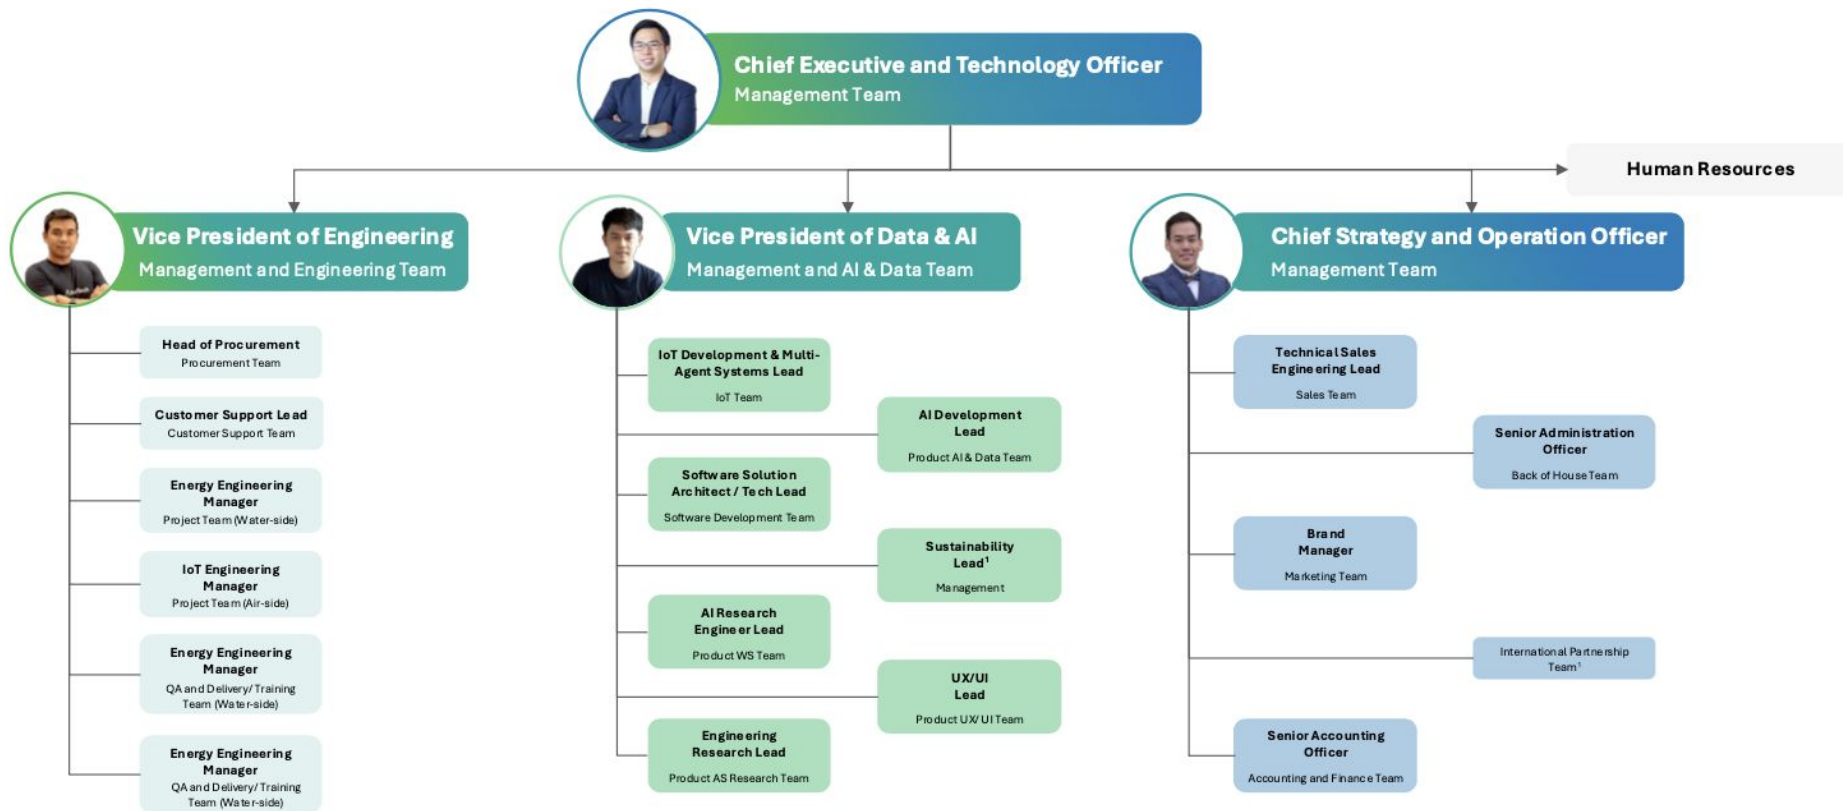 Chief Executive and Technology Officer
Management Team
Human Resources
Vice President of Engineering
Management and Engineering Team
Head of Procurement
Procurement Team
Customer Support Lead
Customer Support Team
Energy Engineering
Manager
Project Team (Water-side)
IoT Engineering
Manager
Project Team (Air-side)
Energy Engineering
Manager
QA and Delivery/ Training
Team (Water-side)
Energy Engineering
Manager
QA and Delivery/ Training
Team (Water-side)
Vice President of Data & AI
Management and AI & Data Team
IoT Development & Multi-
Agent Systems Lead
IoT Team
AI Development
Lead
Product AI & Data Team
Software Solution
Architect / Tech Lead
Software Development Team
Sustainability
Lead¹
Management
AI Research
Engineer Lead
Product WS Team
UX/UI
Lead
Product UX/ UI Team
Engineering
Research Lead
Product AS Research Team
Chief Strategy and Operation Officer
Management Team
Technical Sales
Engineering Lead
Sales Team
Senior Administration
Officer
Back of House Team
Brand
Manager
Marketing Team
International Partnership
Team¹
Senior Accounting
Officer
Accounting and Finance Team